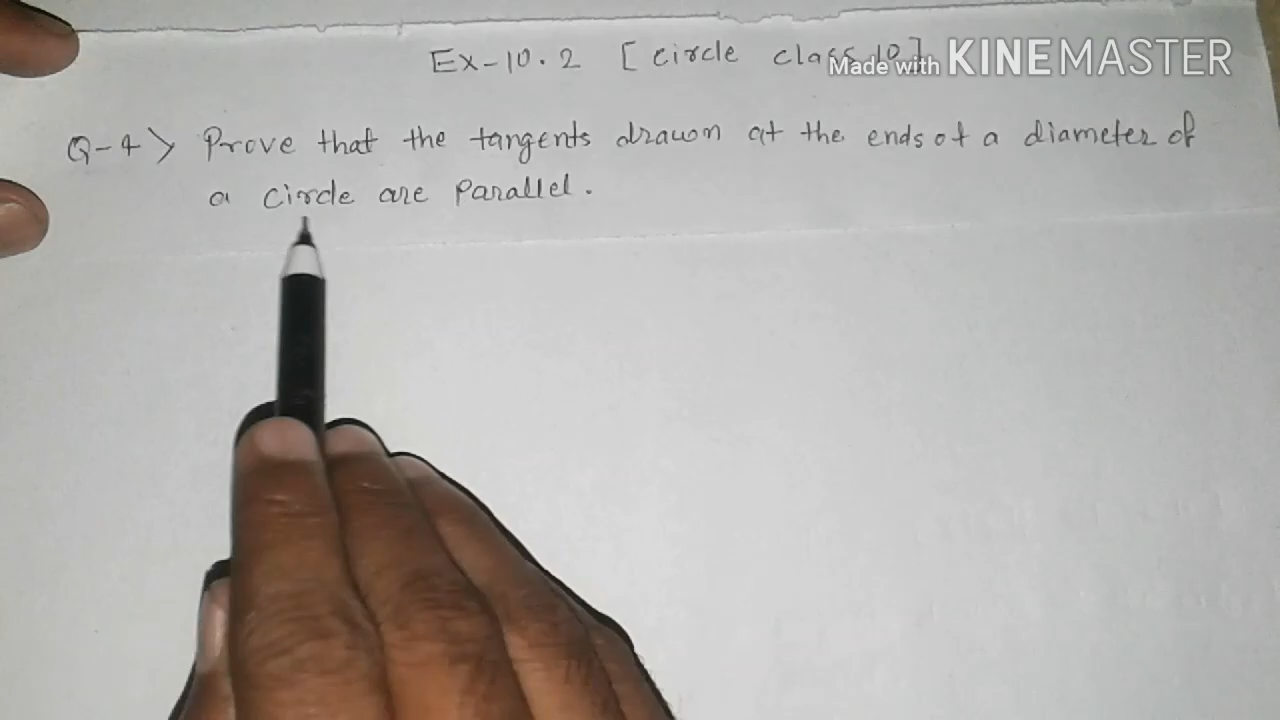 Ex-10.2 [circle class 10]
Made with KINEMASTER
Q-4> Prove that the tangents drawn at the ends of a diameter of
a circle are Parallel.